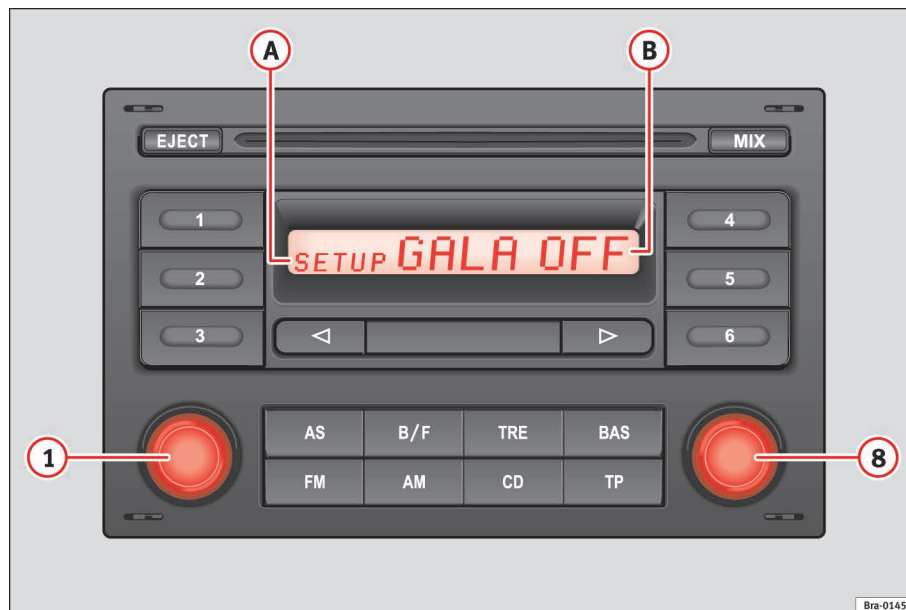 A B
EJECT MIX
1 4
SETUP GALA OFF
2 5
3 6
AS B/F TRE BAS
1 8
FM AM CD TP
Bra-0145